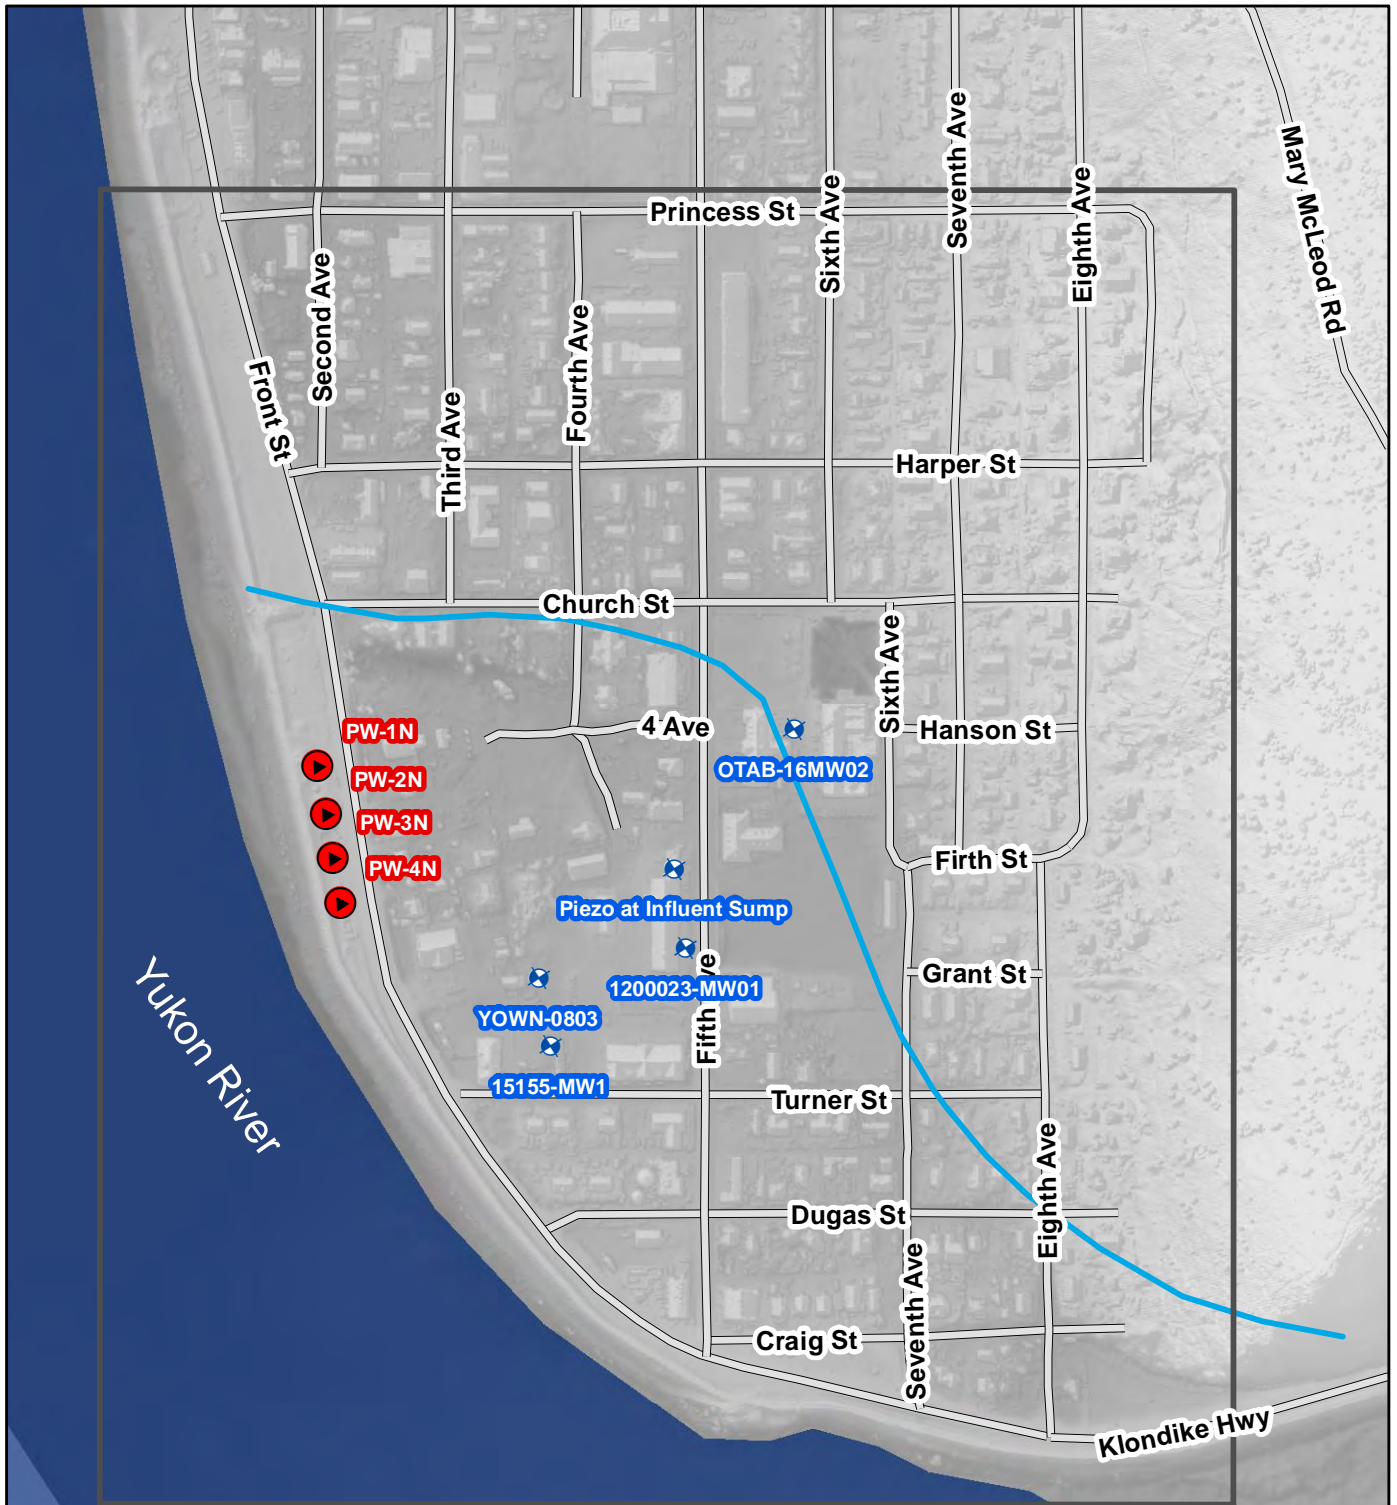 Princess St
Sixth Ave
Seventh Ave
Eighth Ave
Mary McLeod Rd
Second Ave
Front St
Third Ave
Fourth Ave
Harper St
Church St
Sixth Ave
4 Ave
Hanson St
PW-1N
PW-2N
PW-3N
PW-4N
OTAB-16MW02
Firth St
Piezo at Influent Sump
1200023-MW01
Grant St
YOWN-0803
Fifth ve
15155-MW1
Turner St
Yukon River
Eighth Ave
Dugas St
Seventh Ave
Craig St
Klondike Hwy